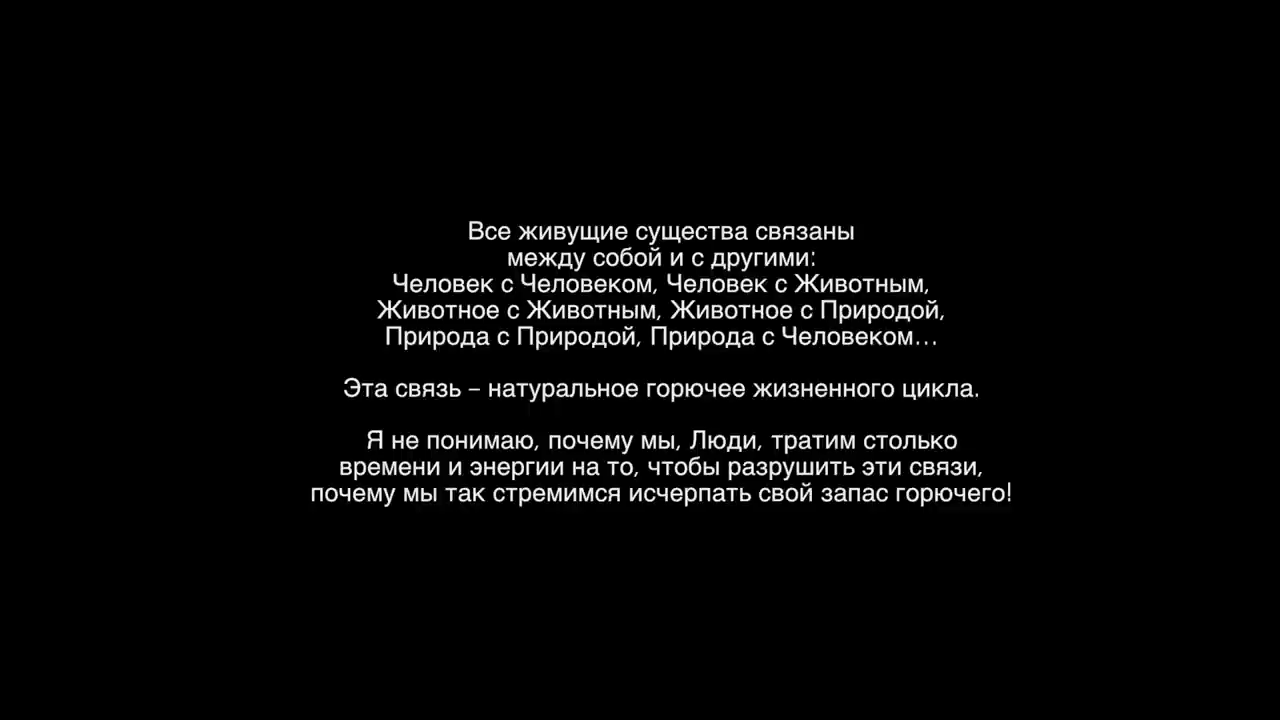 Все живущие существа связаны
между собой и с другими:
Человек с Человеком, Человек с Животным,
Животное с Животным, Животное с Природой,
Природа с Природой, Природа с Человеком...
Эта связь – натуральное горючее жизненного цикла.
Я не понимаю, почему мы, Люди, тратим столько
времени и энергии на то, чтобы разрушить эти связи,
почему мы так стремимся исчерпать свой запас горючего!